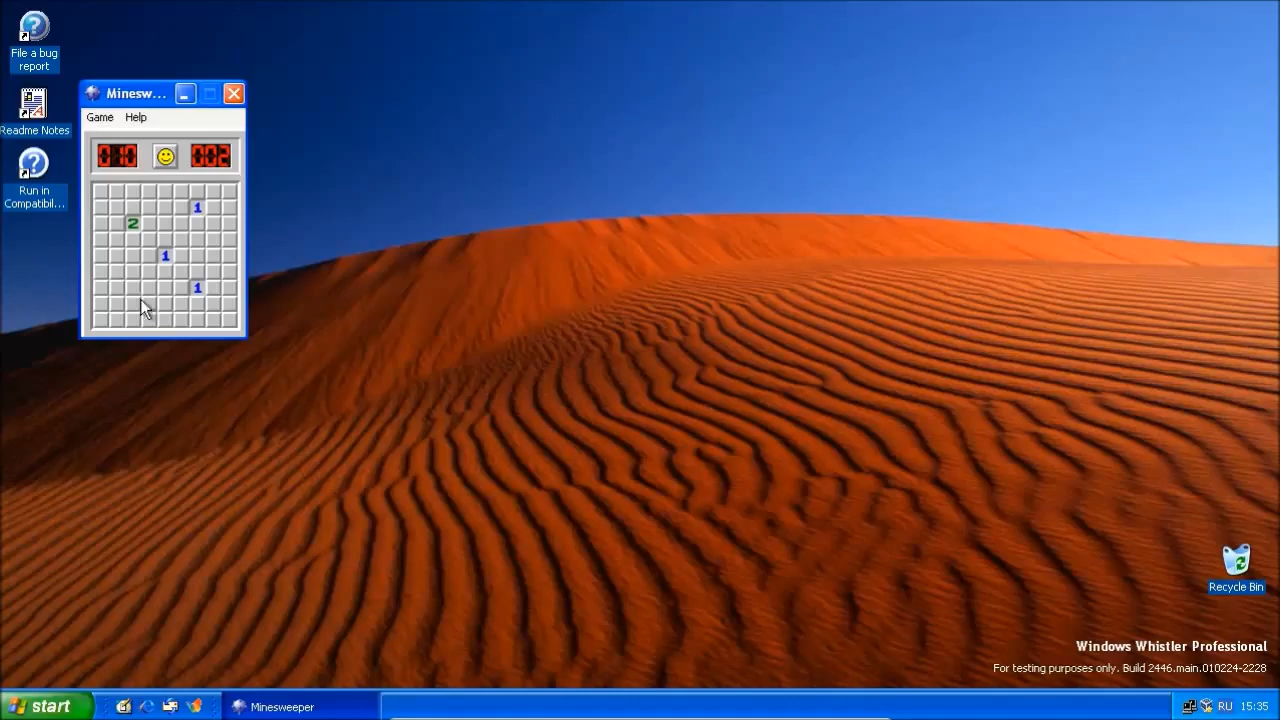 File a bug
report
Readme Notes
Run in
Compatibil...
Minesw...
Game Help
010 002
1
2
1
1
Recycle Bin
Windows Whistler Professional
For testing purposes only. Build 2446.main.010224-2228
start
Minesweeper
RU 15:35